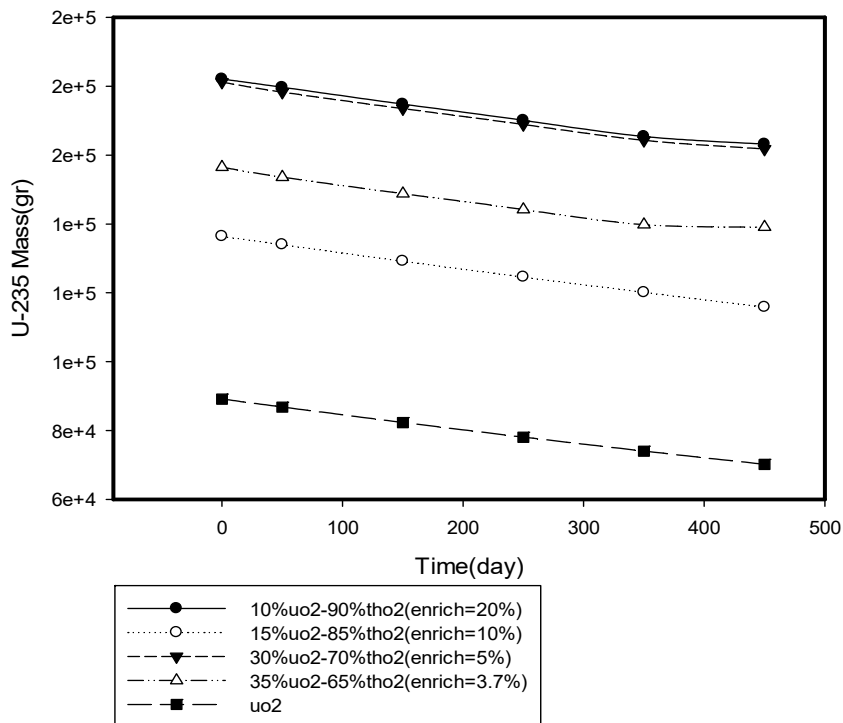 2e+5
2e+5
2e+5
1e+5
1e+5
1e+5
8e+4
6e+4
U-235 Mass(gr)
0 100 200 300 400 500
Time(day)
10%uo2-90%tho2(enrich=20%)
15%uo2-85%tho2(enrich=10%)
30%uo2-70%tho2(enrich=5%)
35%uo2-65%tho2(enrich=3.7%)
uo2